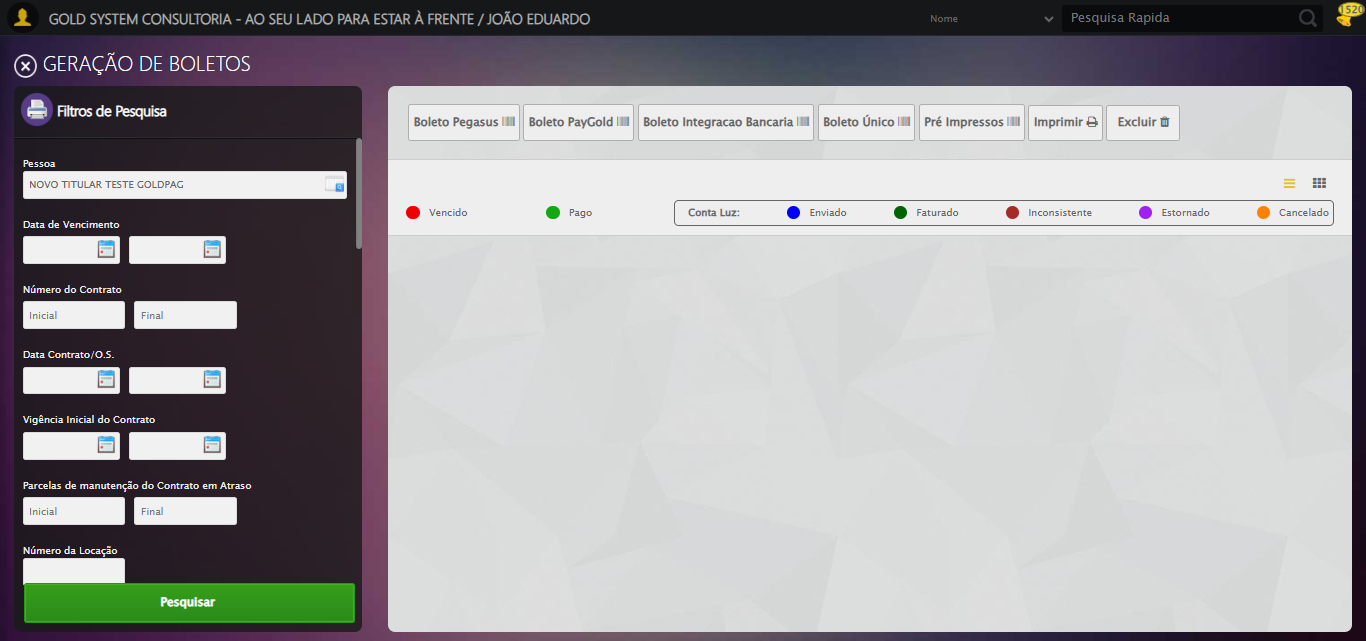 GOLD SYSTEM CONSULTORIA - AO SEU LADO PARA ESTAR À FRENTE / JOÃO EDUARDO
Nome
Pesquisa Rapida
1520
GERAÇÃO DE BOLETOS
Filtros de Pesquisa
Pessoa
NOVO TITULAR TESTE GOLDPAG
Data de Vencimento
Número do Contrato
Inicial Final
Data Contrato/O.S.
Vigência Inicial do Contrato
Parcelas de manutenção do Contrato em Atraso
Inicial Final
Número da Locação
Pesquisar
Boleto Pegasus Boleto PayGold Boleto Integracao Bancaria Boleto Único Pré Impressos Imprimir Excluir
Vencido Pago Conta Luz: Enviado Faturado Inconsistente Estornado Cancelado